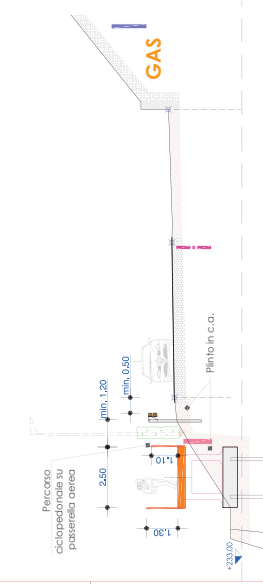 GAS
Percorso
ciclopedonale su
passerella aerea
2.50
min. 1.20
min. 0.50
1.10
1.30
Plinto in c.a.
+233.00